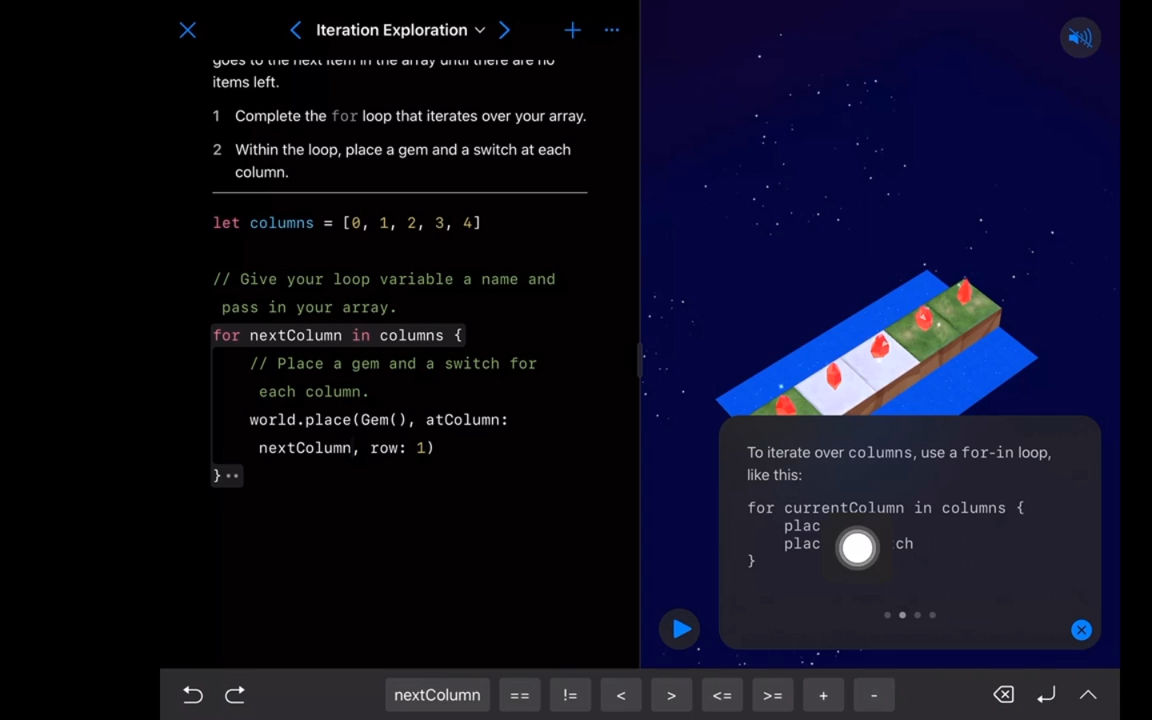 Iteration Exploration
goes to the next item in the array until there are no
items left.
1 Complete the for loop that iterates over your array.
2 Within the loop, place a gem and a switch at each
column.
let columns = [0, 1, 2, 3, 4]
// Give your loop variable a name and
pass in your array.
for nextColumn in columns {
// Place a gem and a switch for
each column.
world.place(Gem(), atColumn:
nextColumn, row: 1)
}
To iterate over columns, use a for-in loop,
like this:
for currentColumn in columns {
plac
plac ch
}
nextColumn == != < > <= >= + -